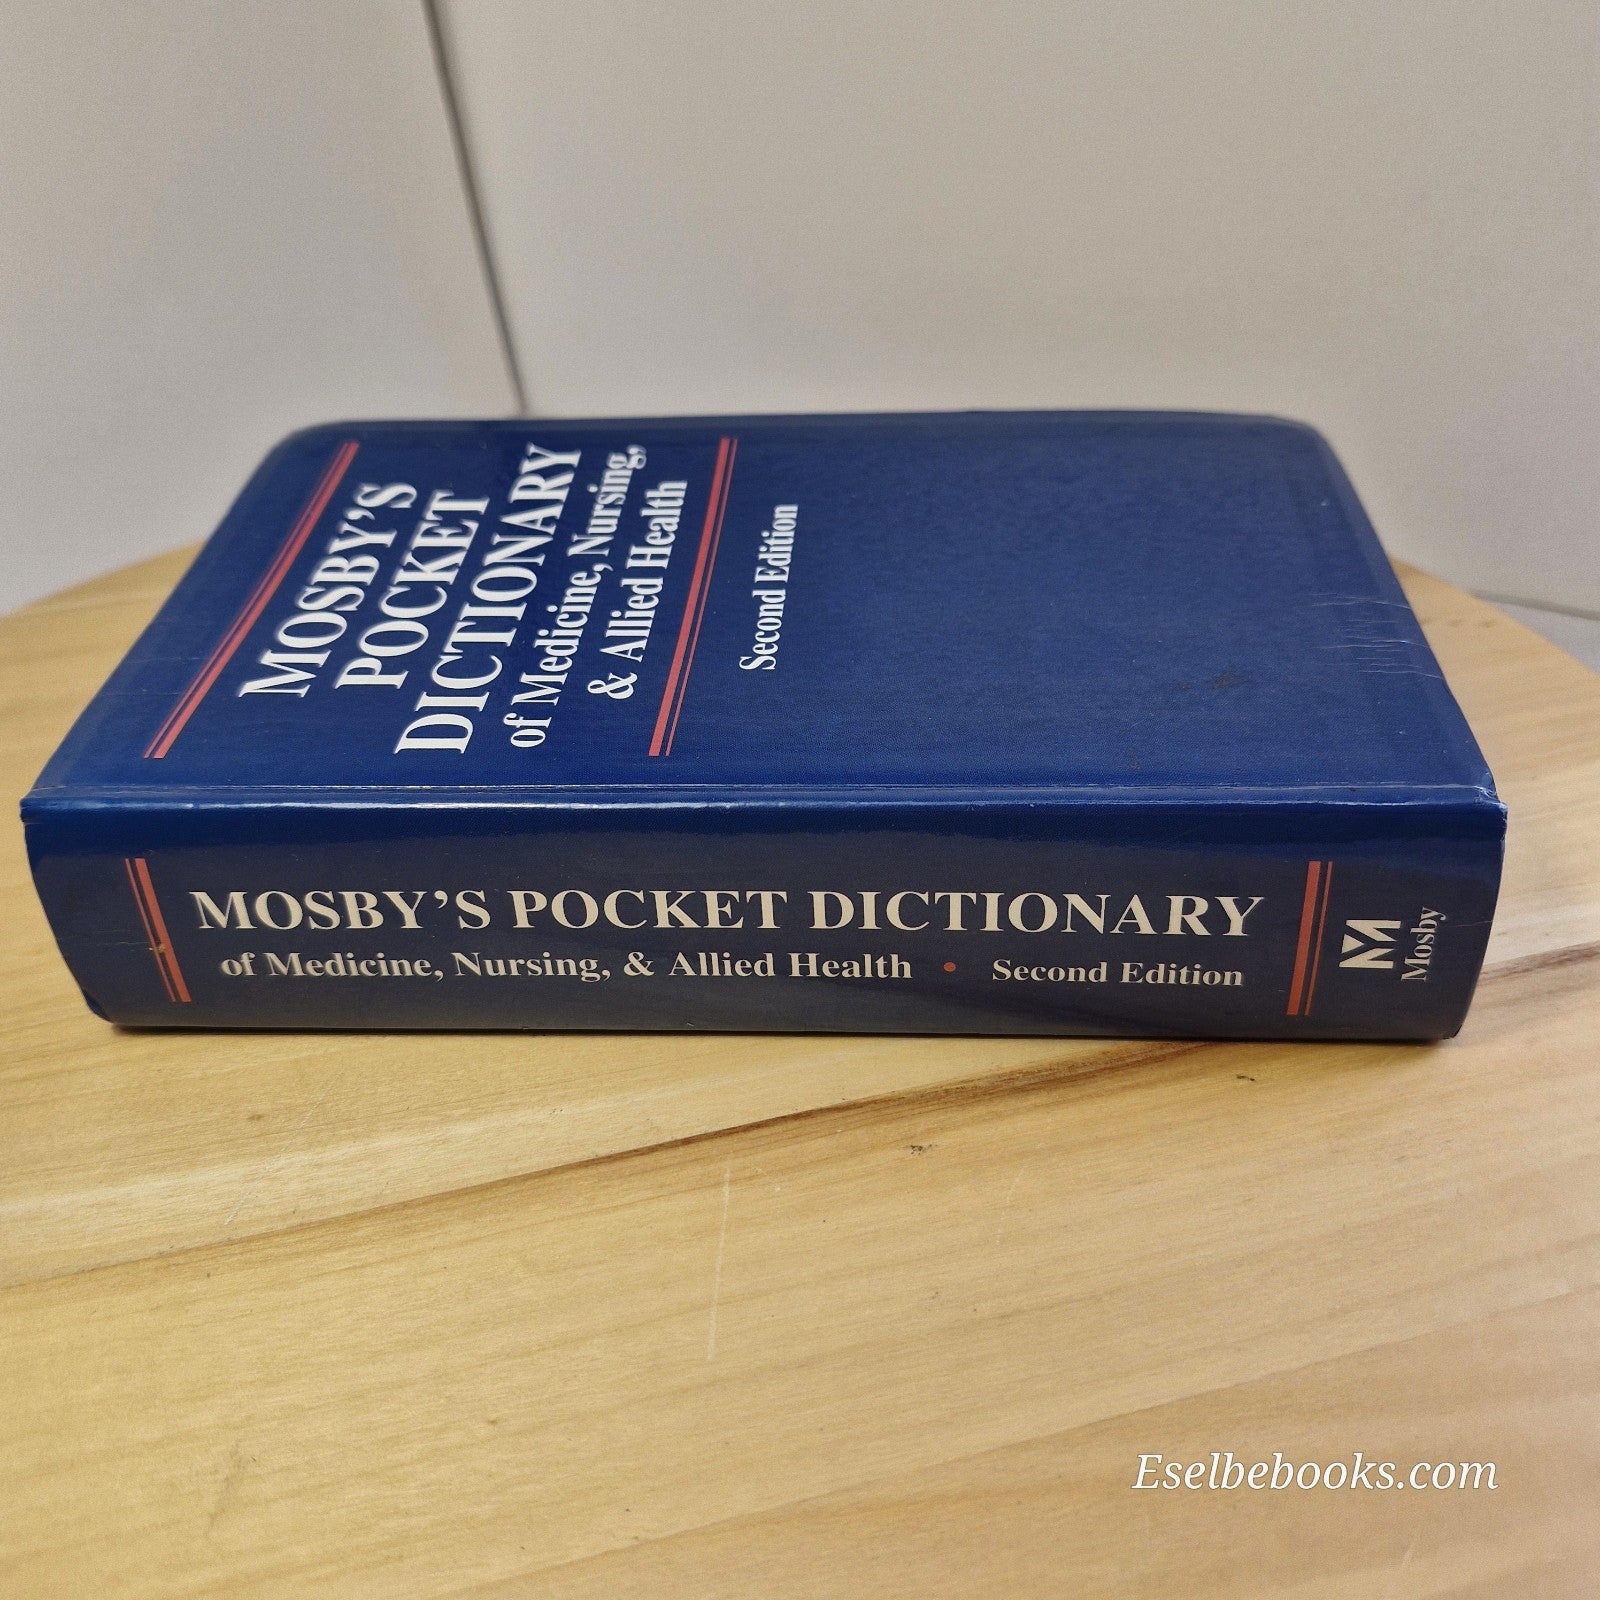 MOSBY'S
POCKET
DICTIONARY
of Medicine, Nursing,
& Allied Health
Second Edition
MOSBY'S POCKET DICTIONARY
of Medicine, Nursing, & Allied Health • Second Edition
M
Mosby
Eselbebooks.com